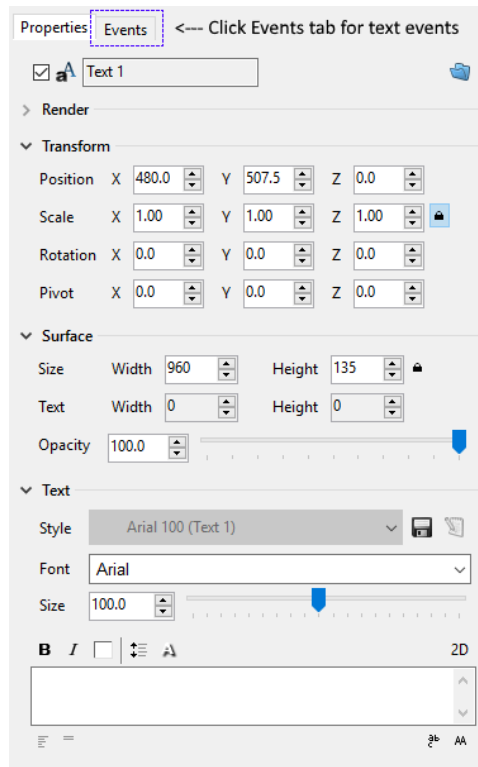 Properties Events <--- Click Events tab for text events
aA Text 1
Render
Transform
Position X 480.0 Y 507.5 Z 0.0
Scale X 1.00 Y 1.00 Z 1.00
Rotation X 0.0 Y 0.0 Z 0.0
Pivot X 0.0 Y 0.0 Z 0.0
Surface
Size Width 960 Height 135
Text Width 0 Height 0
Opacity 100.0
Text
Style Arial 100 (Text 1)
Font Arial
Size 100.0
B I A 2D
AA